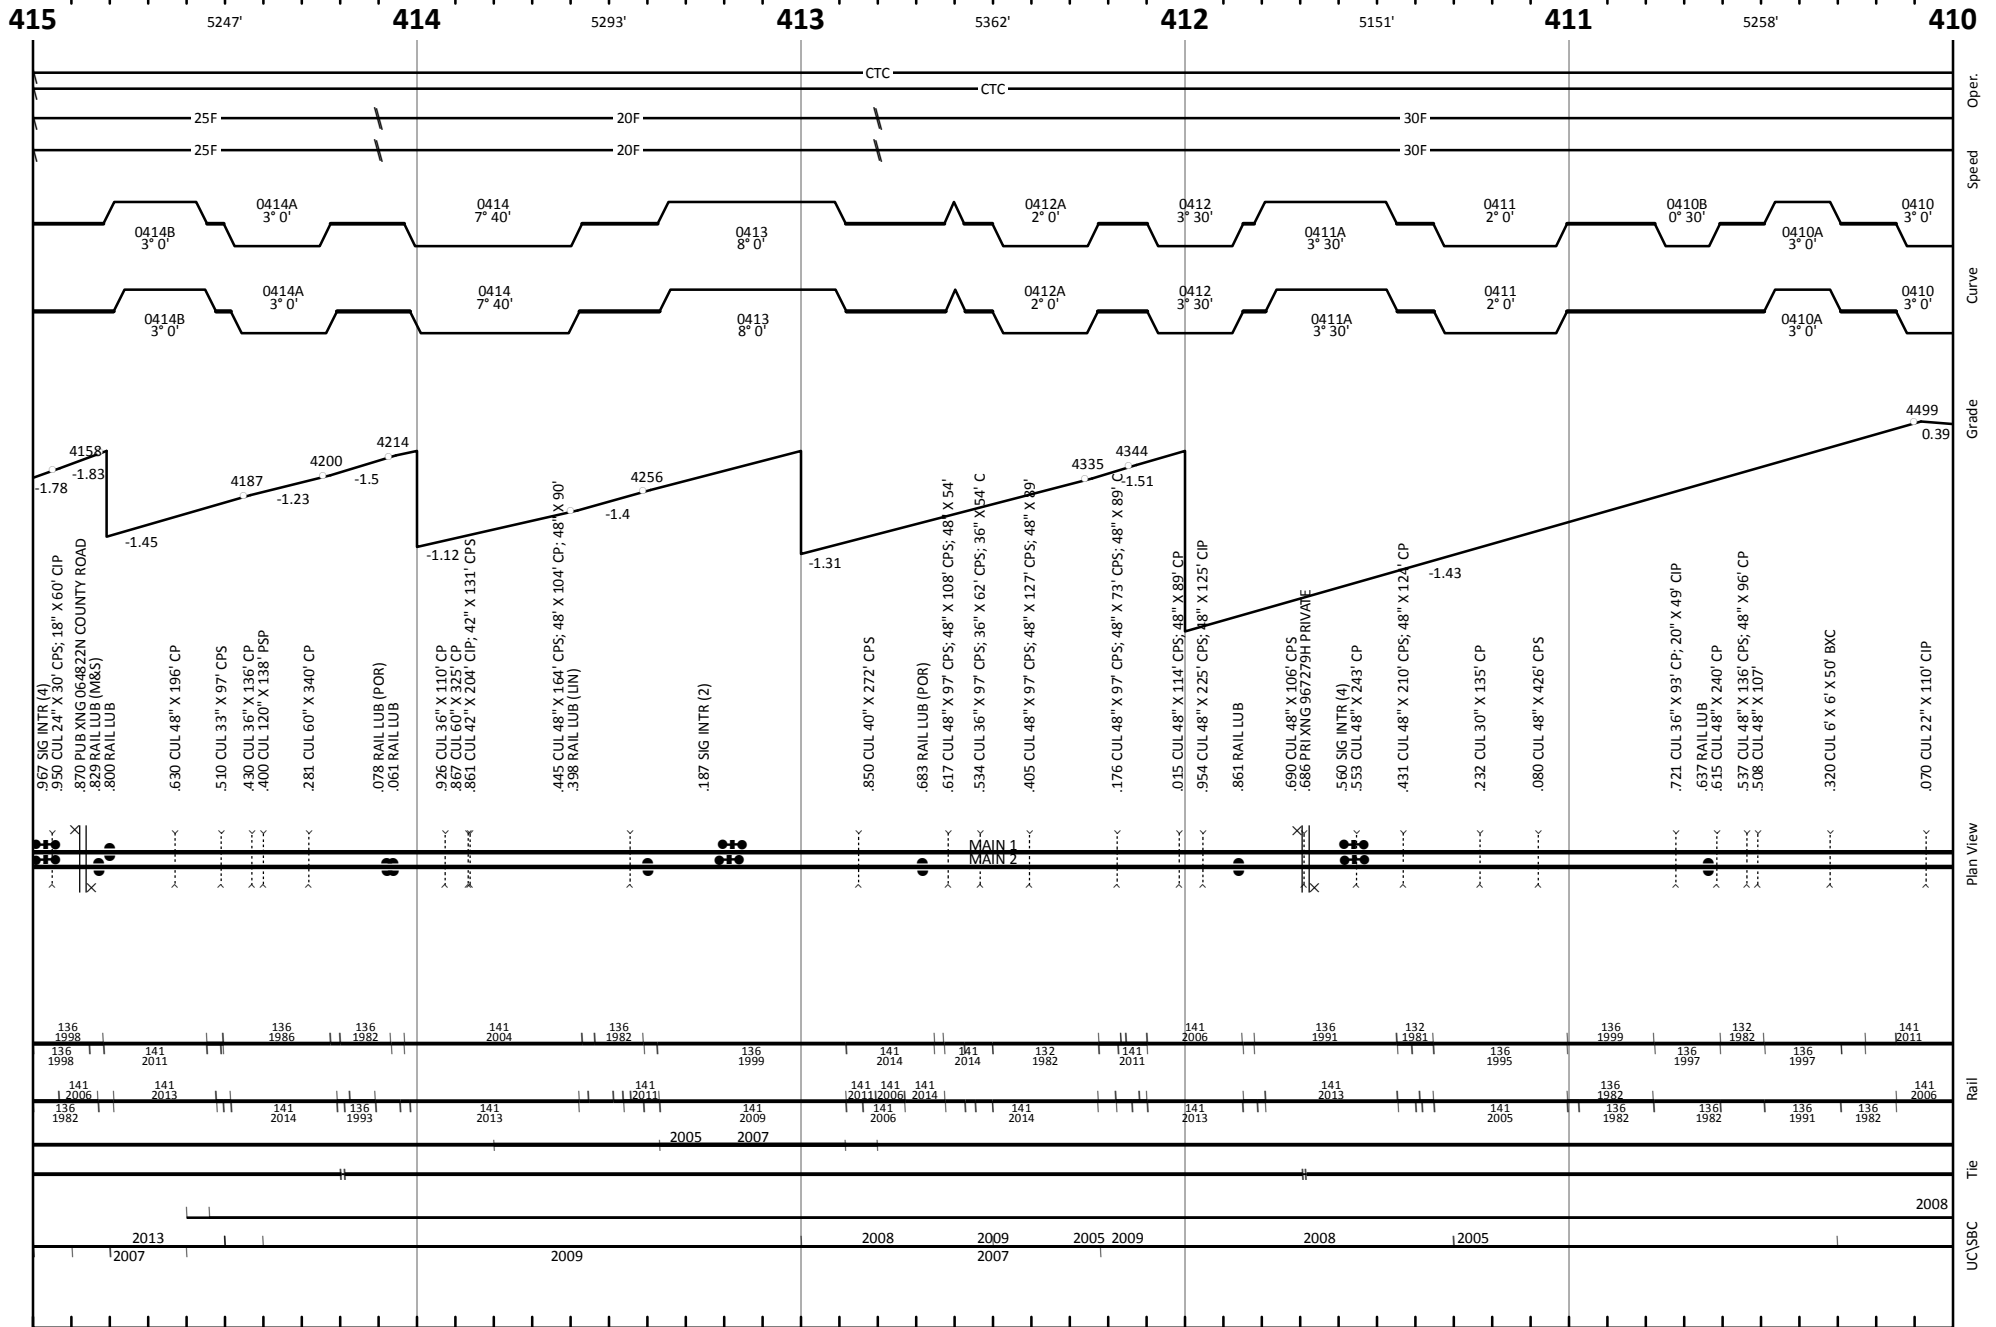 415 5247' 414 5293' 413 5362' 412 5151' 411 5258' 410
CTC
CTC
Oper.
25F 20F 30F
25F 20F 30F
Speed
0414A 0414 0412A 0412 0411 0410B 0410
3° 0' 7° 40' 2° 0' 3° 30' 2° 0' 0° 30' 3° 0'
0414B 0413 0411A 0410A
3° 0' 8° 0' 3° 30' 3° 0'
Curve
0414A 0414 0412A 0412 0411 0410
3° 0' 7° 40' 2° 0' 3° 30' 2° 0' 3° 0'
0414B 0413 0411A 0410A
3° 0' 8° 0' 3° 30' 3° 0'
Grade
4158 4187 4200 4214 4256 4335 4344 4499
-1.78 -1.83 -1.45 -1.23 -1.5 -1.12 -1.4 -1.31 -1.51 -1.43 0.39
.967 SIG INTR (4)
.950 CUL 24" X 30' CPS; 18" X 60' CIP
.870 PUB XNG 064822N COUNTY ROAD
.829 RAIL LUB (M&S)
.800 RAIL LUB
.630 CUL 48" X 196' CP
.510 CUL 33" X 97' CPS
.430 CUL 36" X 136' CP
.400 CUL 120" X 138' PSP
.281 CUL 60" X 340' CP
.078 RAIL LUB (POR)
.061 RAIL LUB
.926 CUL 36" X 110' CP
.867 CUL 60" X 325' CP
.861 CUL 42" X 204' CIP; 42" X 131' CPS
.445 CUL 48" X 164' CPS; 48' X 104' CP; 48" X 90'
.398 RAIL LUB (LIN)
.187 SIG INTR (2)
.850 CUL 40" X 272' CPS
.683 RAIL LUB (POR)
.617 CUL 48" X 97' CPS; 48" X 108' CPS; 48" X 54'
.534 CUL 36" X 97' CPS; 36" X 62' CPS; 36" X 54' C
.405 CUL 48" X 97' CPS; 48" X 127' CPS; 48" X 89'
.176 CUL 48" X 97' CPS; 48" X 73' CPS; 48" X 89' C
.015 CUL 48" X 114' CPS; 48" X 89' CP
.954 CUL 48" X 225' CPS; 48" X 125' CIP
.861 RAIL LUB
.690 CUL 48" X 106' CPS
.686 PRI XNG 967279H PRIVATE
.560 SIG INTR (4)
.553 CUL 48" X 243' CP
.431 CUL 48" X 210' CPS; 48" X 124' CP
.232 CUL 30" X 135' CP
.080 CUL 48" X 426' CPS
.721 CUL 36" X 93' CP; 20" X 49' CIP
.637 RAIL LUB
.615 CUL 48" X 240' CP
.537 CUL 48" X 136' CPS; 48" X 96' CP
.508 CUL 48" X 107'
.320 CUL 6' X 6' X 50' BXC
.070 CUL 22" X 110' CIP
MAIN 1
MAIN 2
Plan View
136 136 136 141 136 141 136 132 136 132 141
1998 1986 1982 2004 1982 2006 1991 1981 1999 1982 2011
136 141 136 141 141 132 141 136 136 136
1998 2011 1999 2014 2014 1982 2011 1995 1997 1997
Rail
141 141 141 141 141 141 141 136 141
2006 2013 2011 2011 2006 2014 2013 1982 2006
136 141 136 141 141 141 141 141 141 136 136 136 136
1982 2014 1993 2013 2009 2006 2014 2013 2005 1982 1982 1991 1982
2005 2007
Tie
2008
UC\SBC
2013 2008 2009 2005 2009 2008 2005
2007 2009 2007